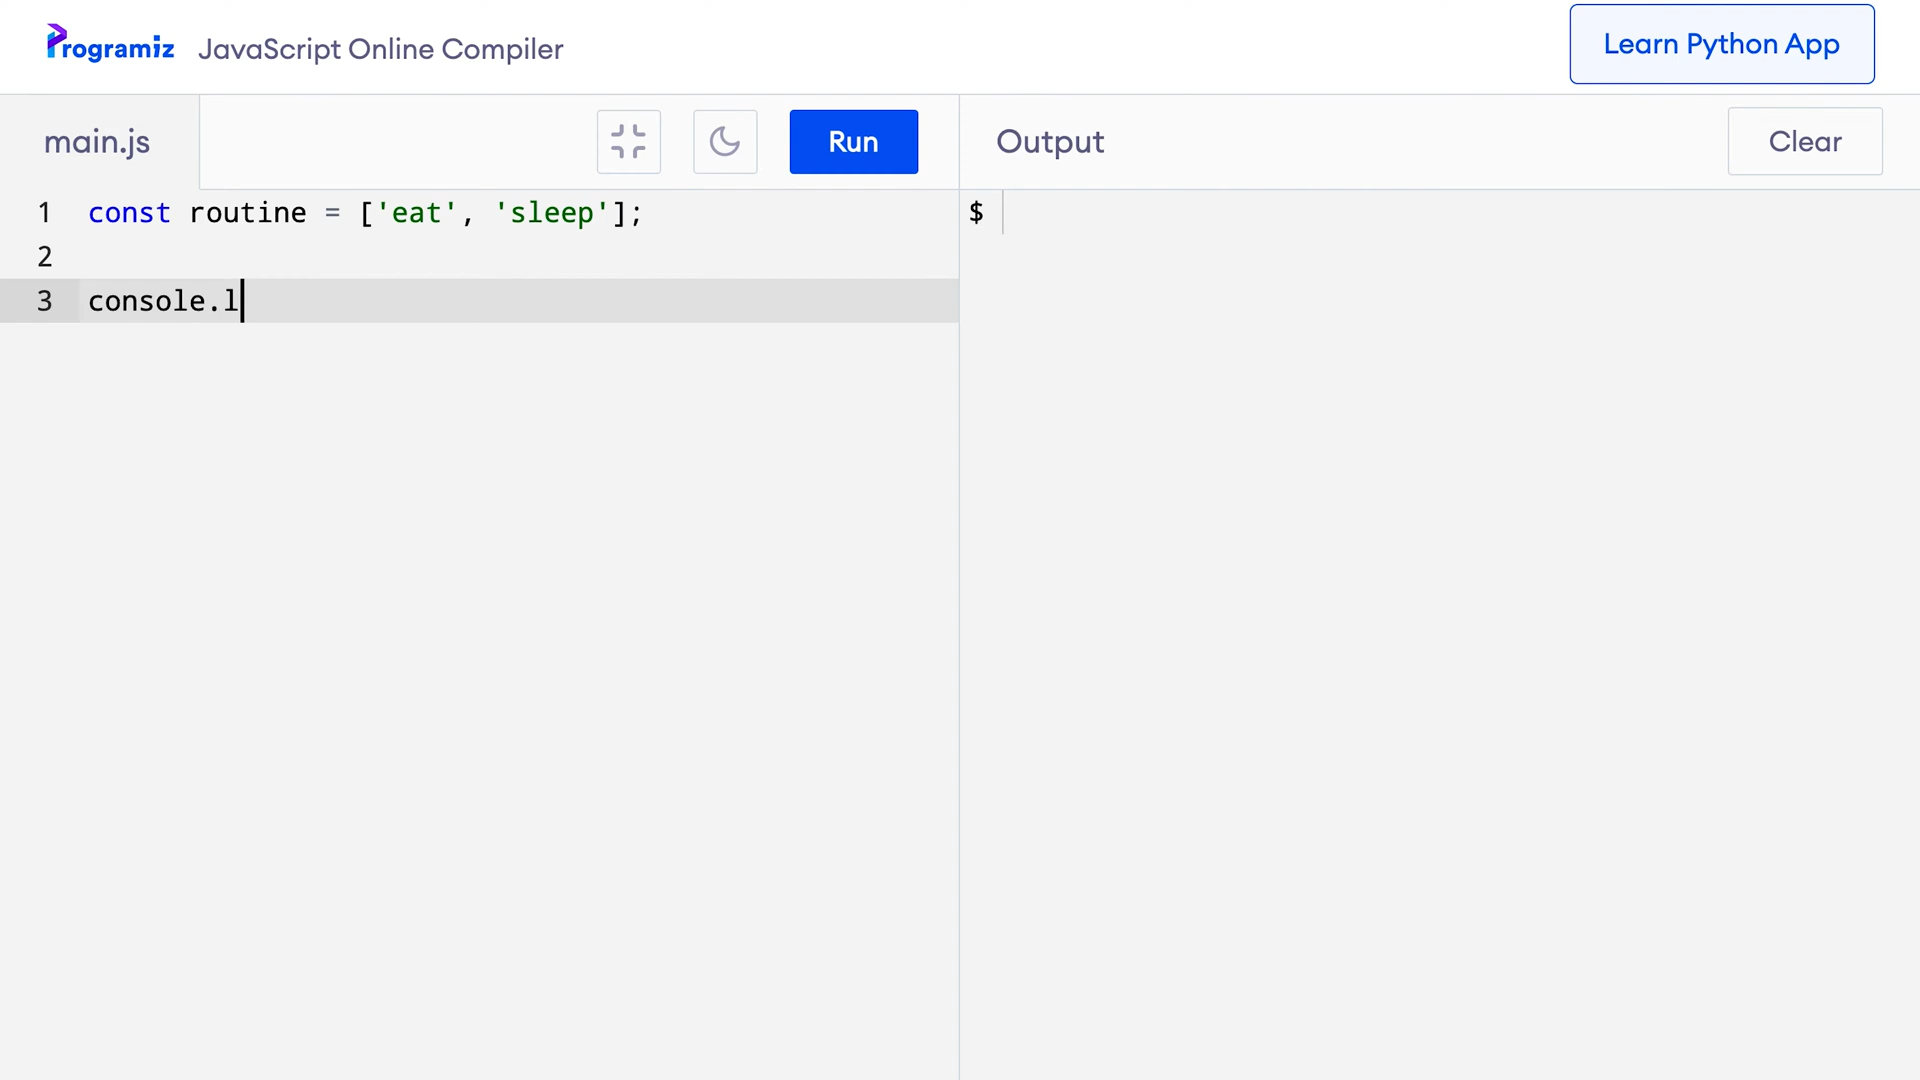 Programiz JavaScript Online Compiler
Learn Python App
main.js
Run
Output
Clear
1 const routine = ['eat', 'sleep'];
2
3 console.l
$